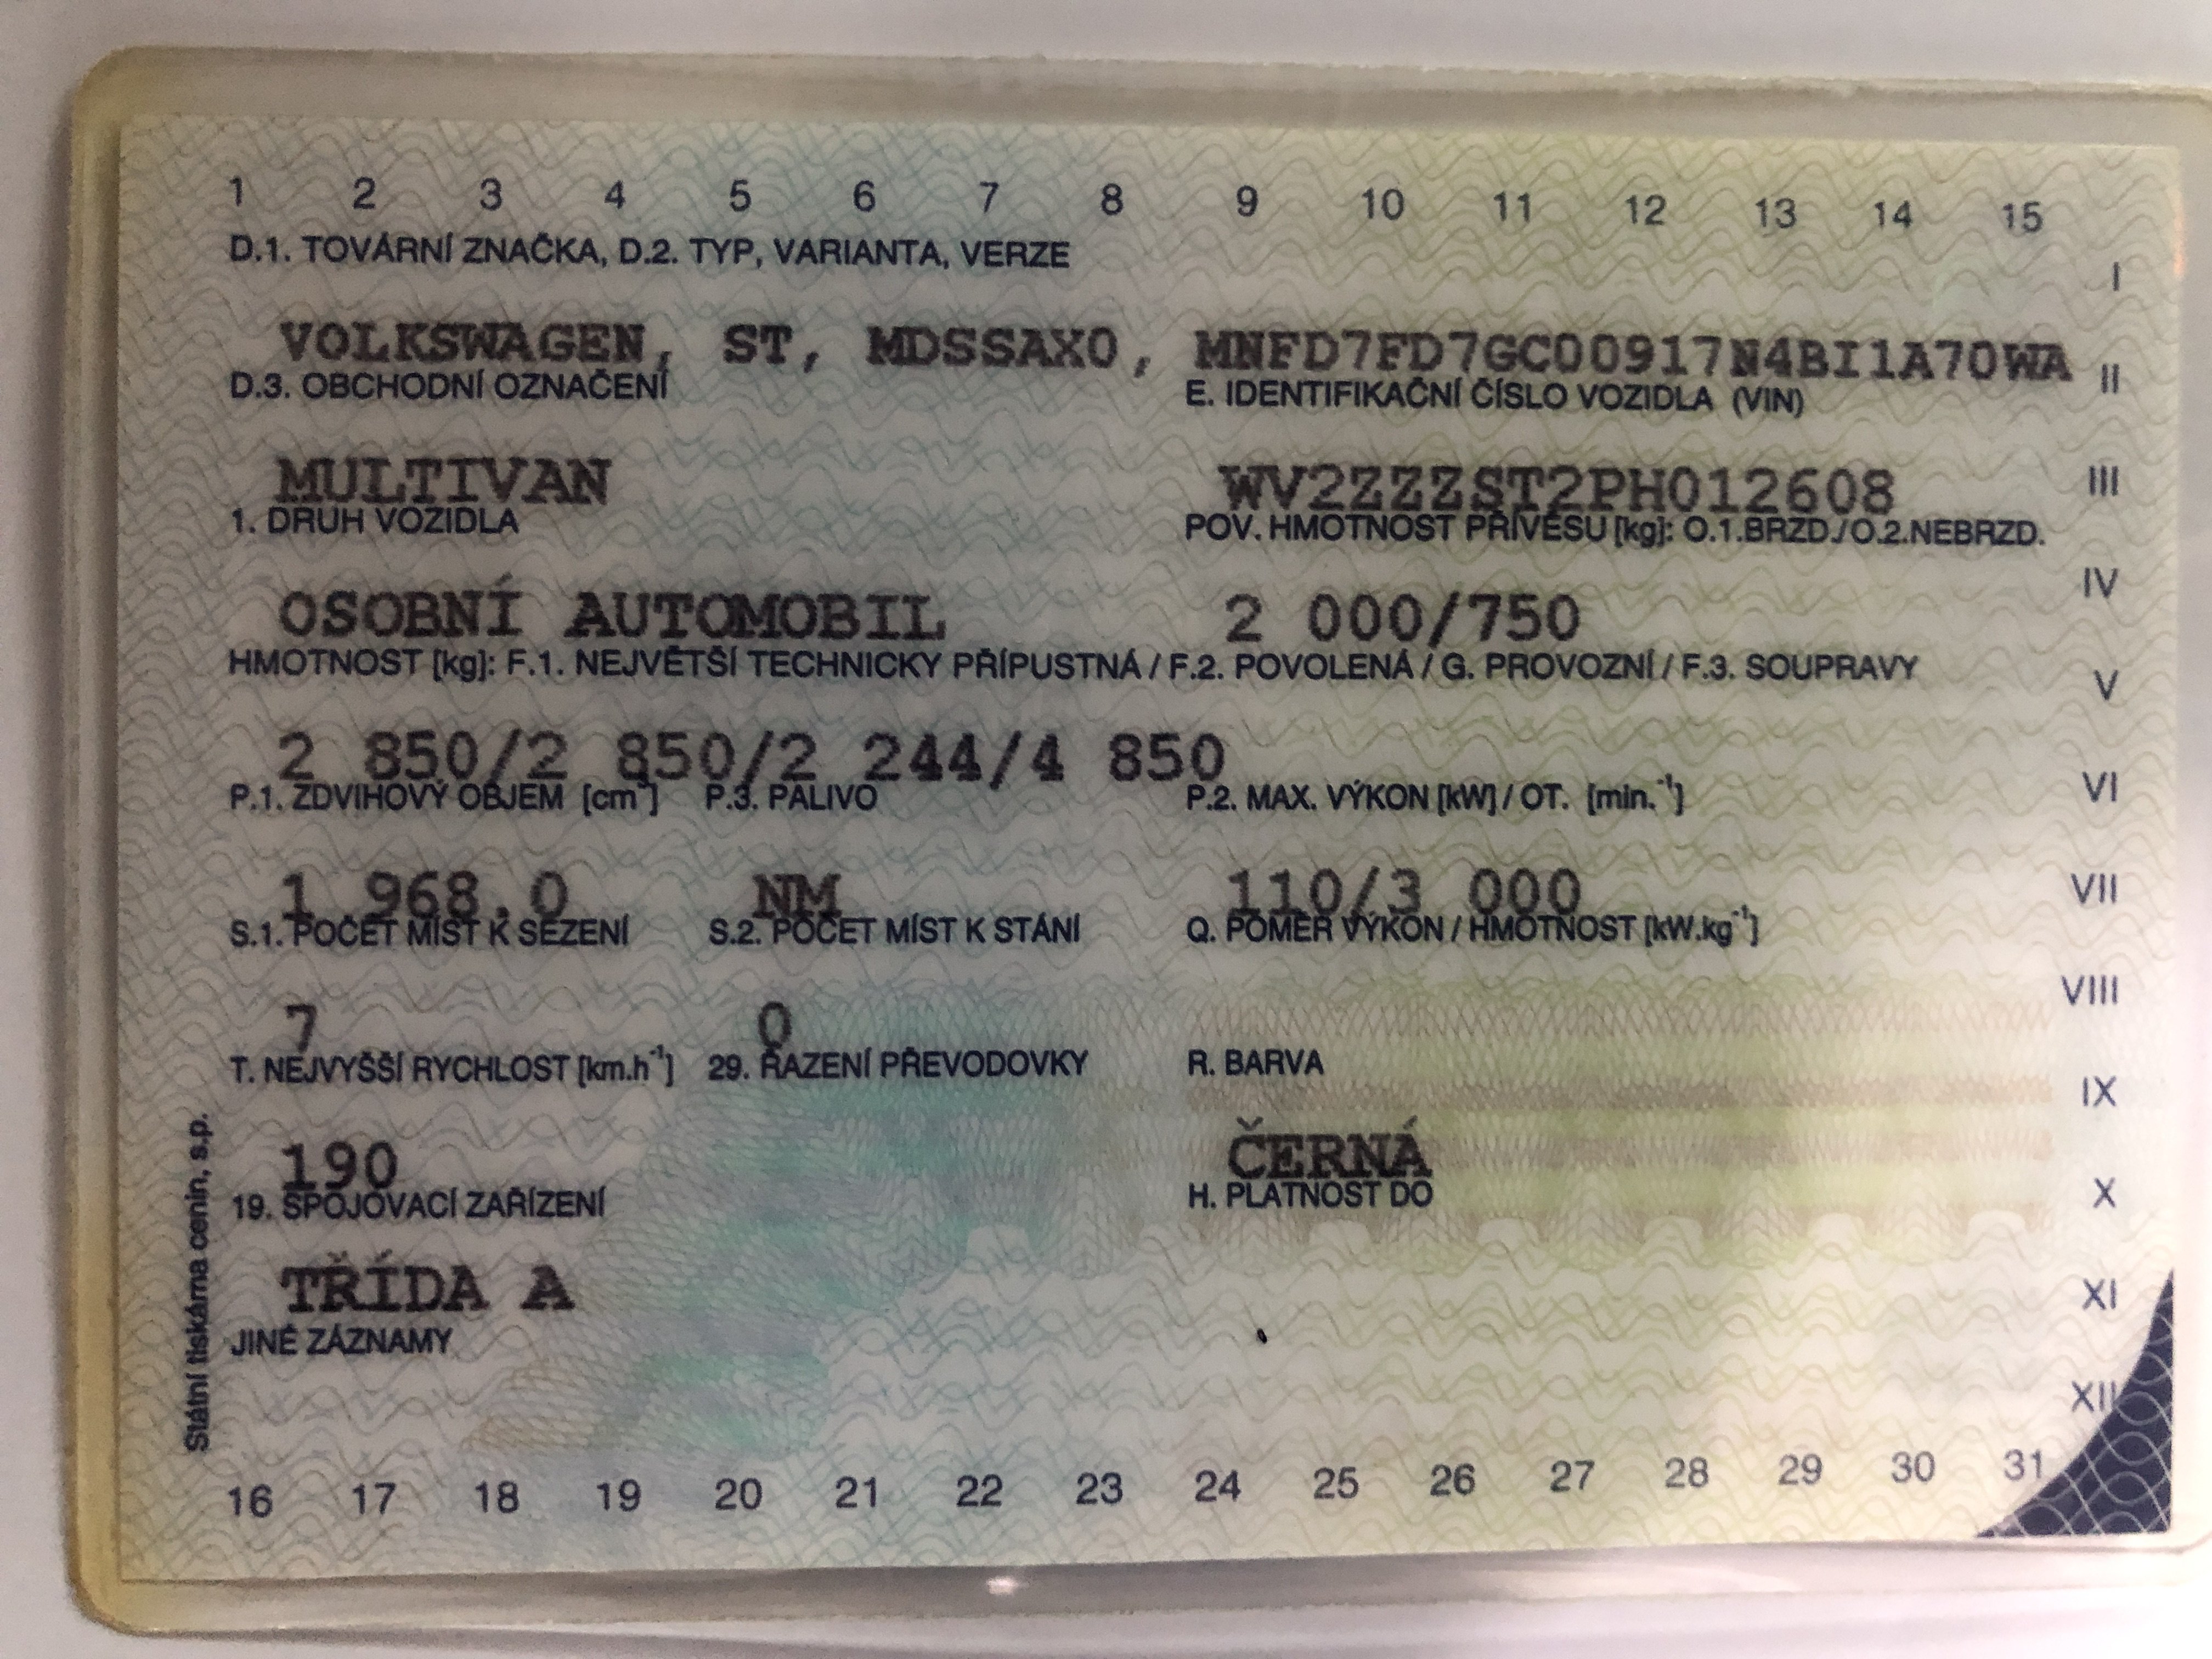 1 2 3 4 5 6 7 8 9 10 11 12 13 14 15
D.1. TOVÁRNÍ ZNAČKA, D.2. TYP, VARIANTA, VERZE
I
VOLKSWAGEN, ST, MDSSAX0, MNFD7FD7GC00917N4BI1A70WA
II
D.3. OBCHODNÍ OZNAČENÍ E. IDENTIFIKAČNÍ ČÍSLO VOZIDLA (VIN)
MULTIVAN WV2ZZZST2PH012608
III
1. DRUH VOZIDLA POV. HMOTNOST PŘÍVĚSU [kg]: O.1.BRZD./O.2.NEBRZD.
IV
OSOBNÍ AUTOMOBIL 2 000/750
HMOTNOST [kg]: F.1. NEJVĚTŠÍ TECHNICKY PŘÍPUSTNÁ / F.2. POVOLENÁ / G. PROVOZNÍ / F.3. SOUPRAVY
V
2 850/2 850/2 244/4 850
VI
P.1. ZDVIHOVÝ OBJEM [cm³] P.3. PALIVO P.2. MAX. VÝKON [kW] / OT. [min.⁻¹]
1 968.0 NM 110/3 000
VII
S.1. POČET MÍST K SEZENÍ S.2. POČET MÍST K STÁNÍ Q. POMĚR VÝKON / HMOTNOST [kW.kg⁻¹]
VIII
7 0
T. NEJVYŠŠÍ RYCHLOST [km.h⁻¹] 29. ŘAZENÍ PŘEVODOVKY R. BARVA
IX
190 ČERNÁ
19. SPOJOVACÍ ZAŘÍZENÍ H. PLATNOST DO
X
TŘÍDA A
XI
JINÉ ZÁZNAMY
XII
16 17 18 19 20 21 22 23 24 25 26 27 28 29 30 31
Státní tiskárna cenin, s.p.